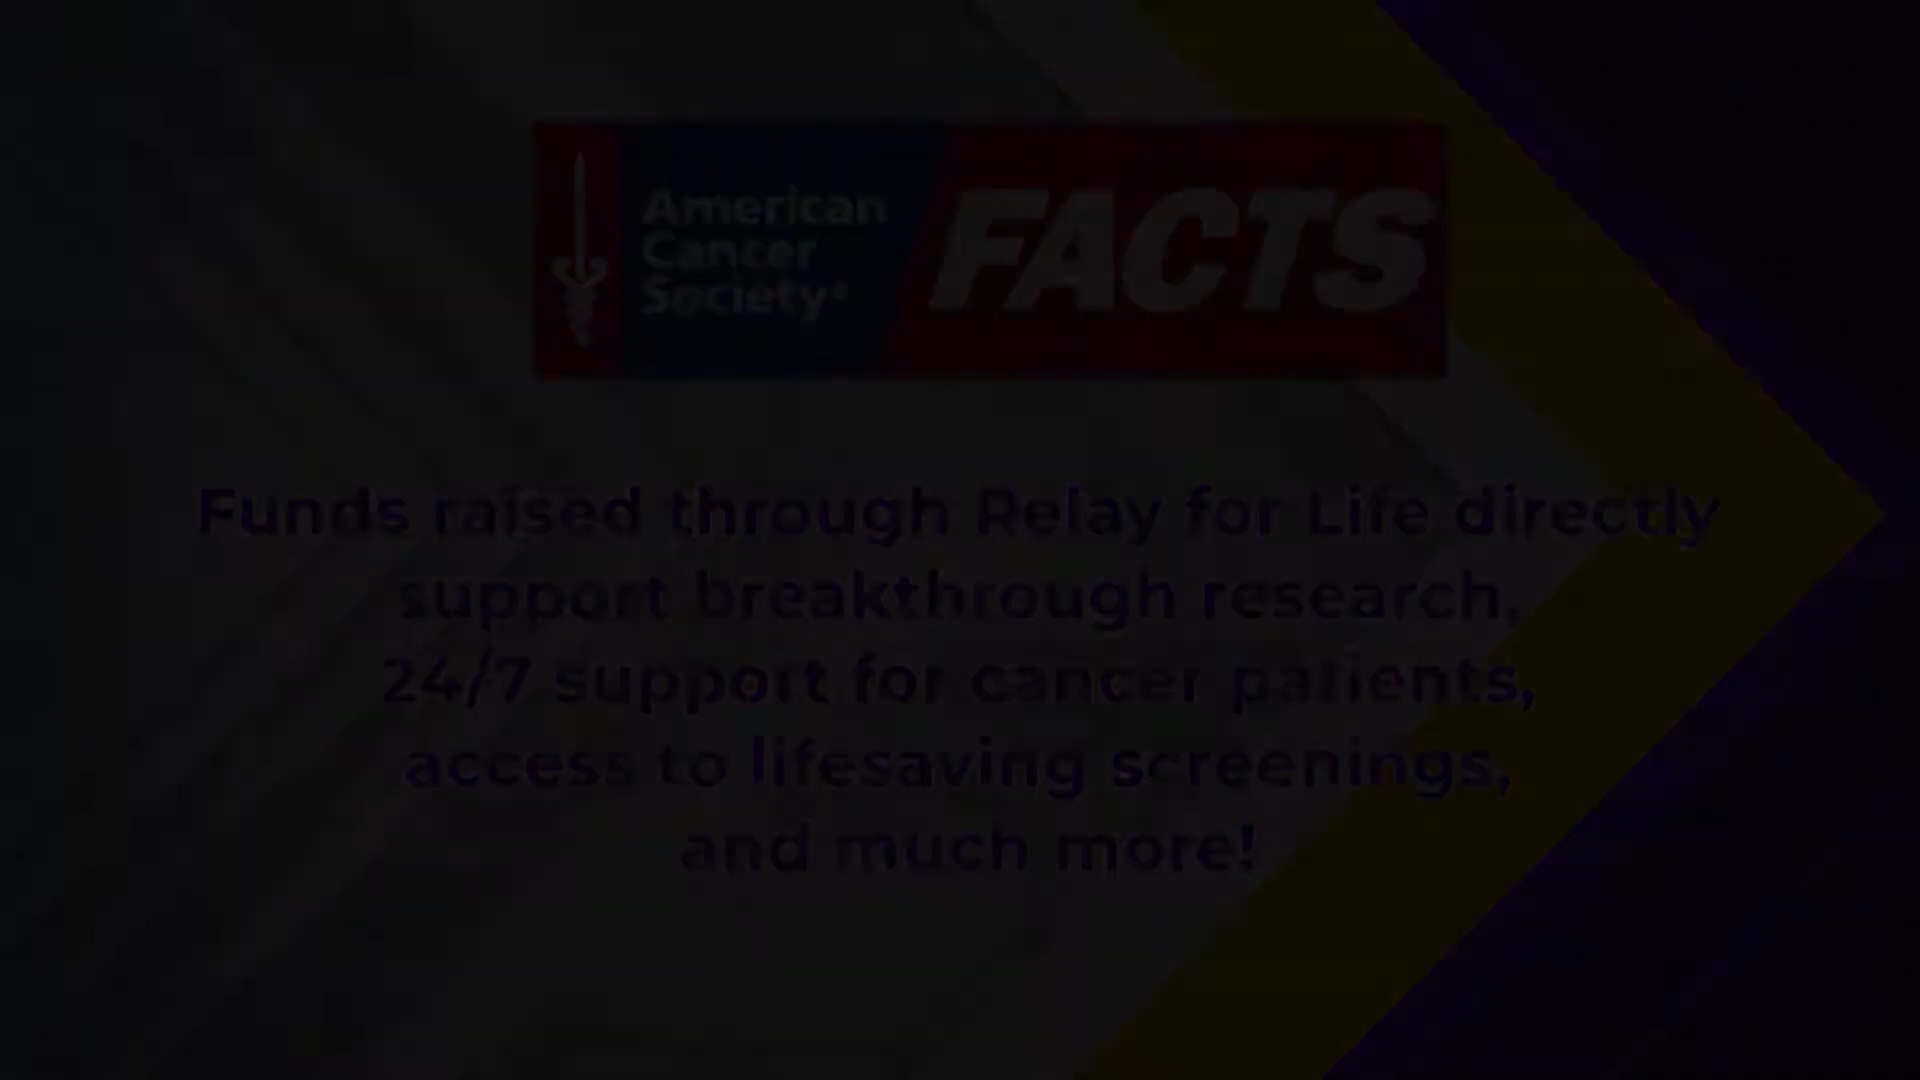 American
Cancer
Society®
FACTS
Funds raised through Relay for Life directly
support breakthrough research,
24/7 support for cancer patients,
access to lifesaving screenings,
and much more!